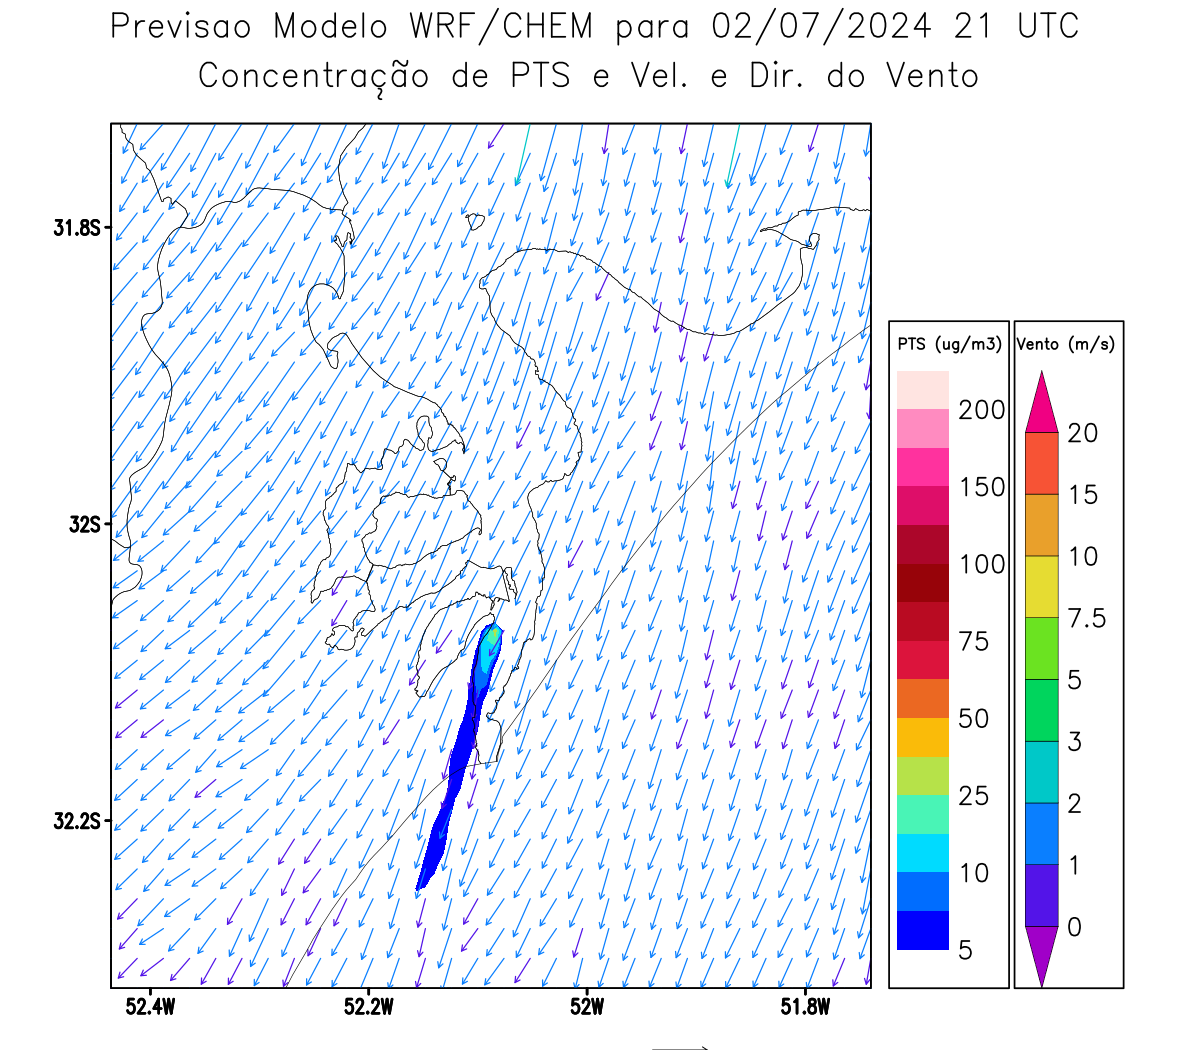 Previsao Modelo WRF/CHEM para 02/07/2024 21 UTC
Concentração de PTS e Vel. e Dir. do Vento
31.8S
32S
32.2S
52.4W
52.2W
52W
51.8W
PTS (ug/m3)
200
150
100
75
50
25
10
5
Vento (m/s)
20
15
10
7.5
5
3
2
1
0